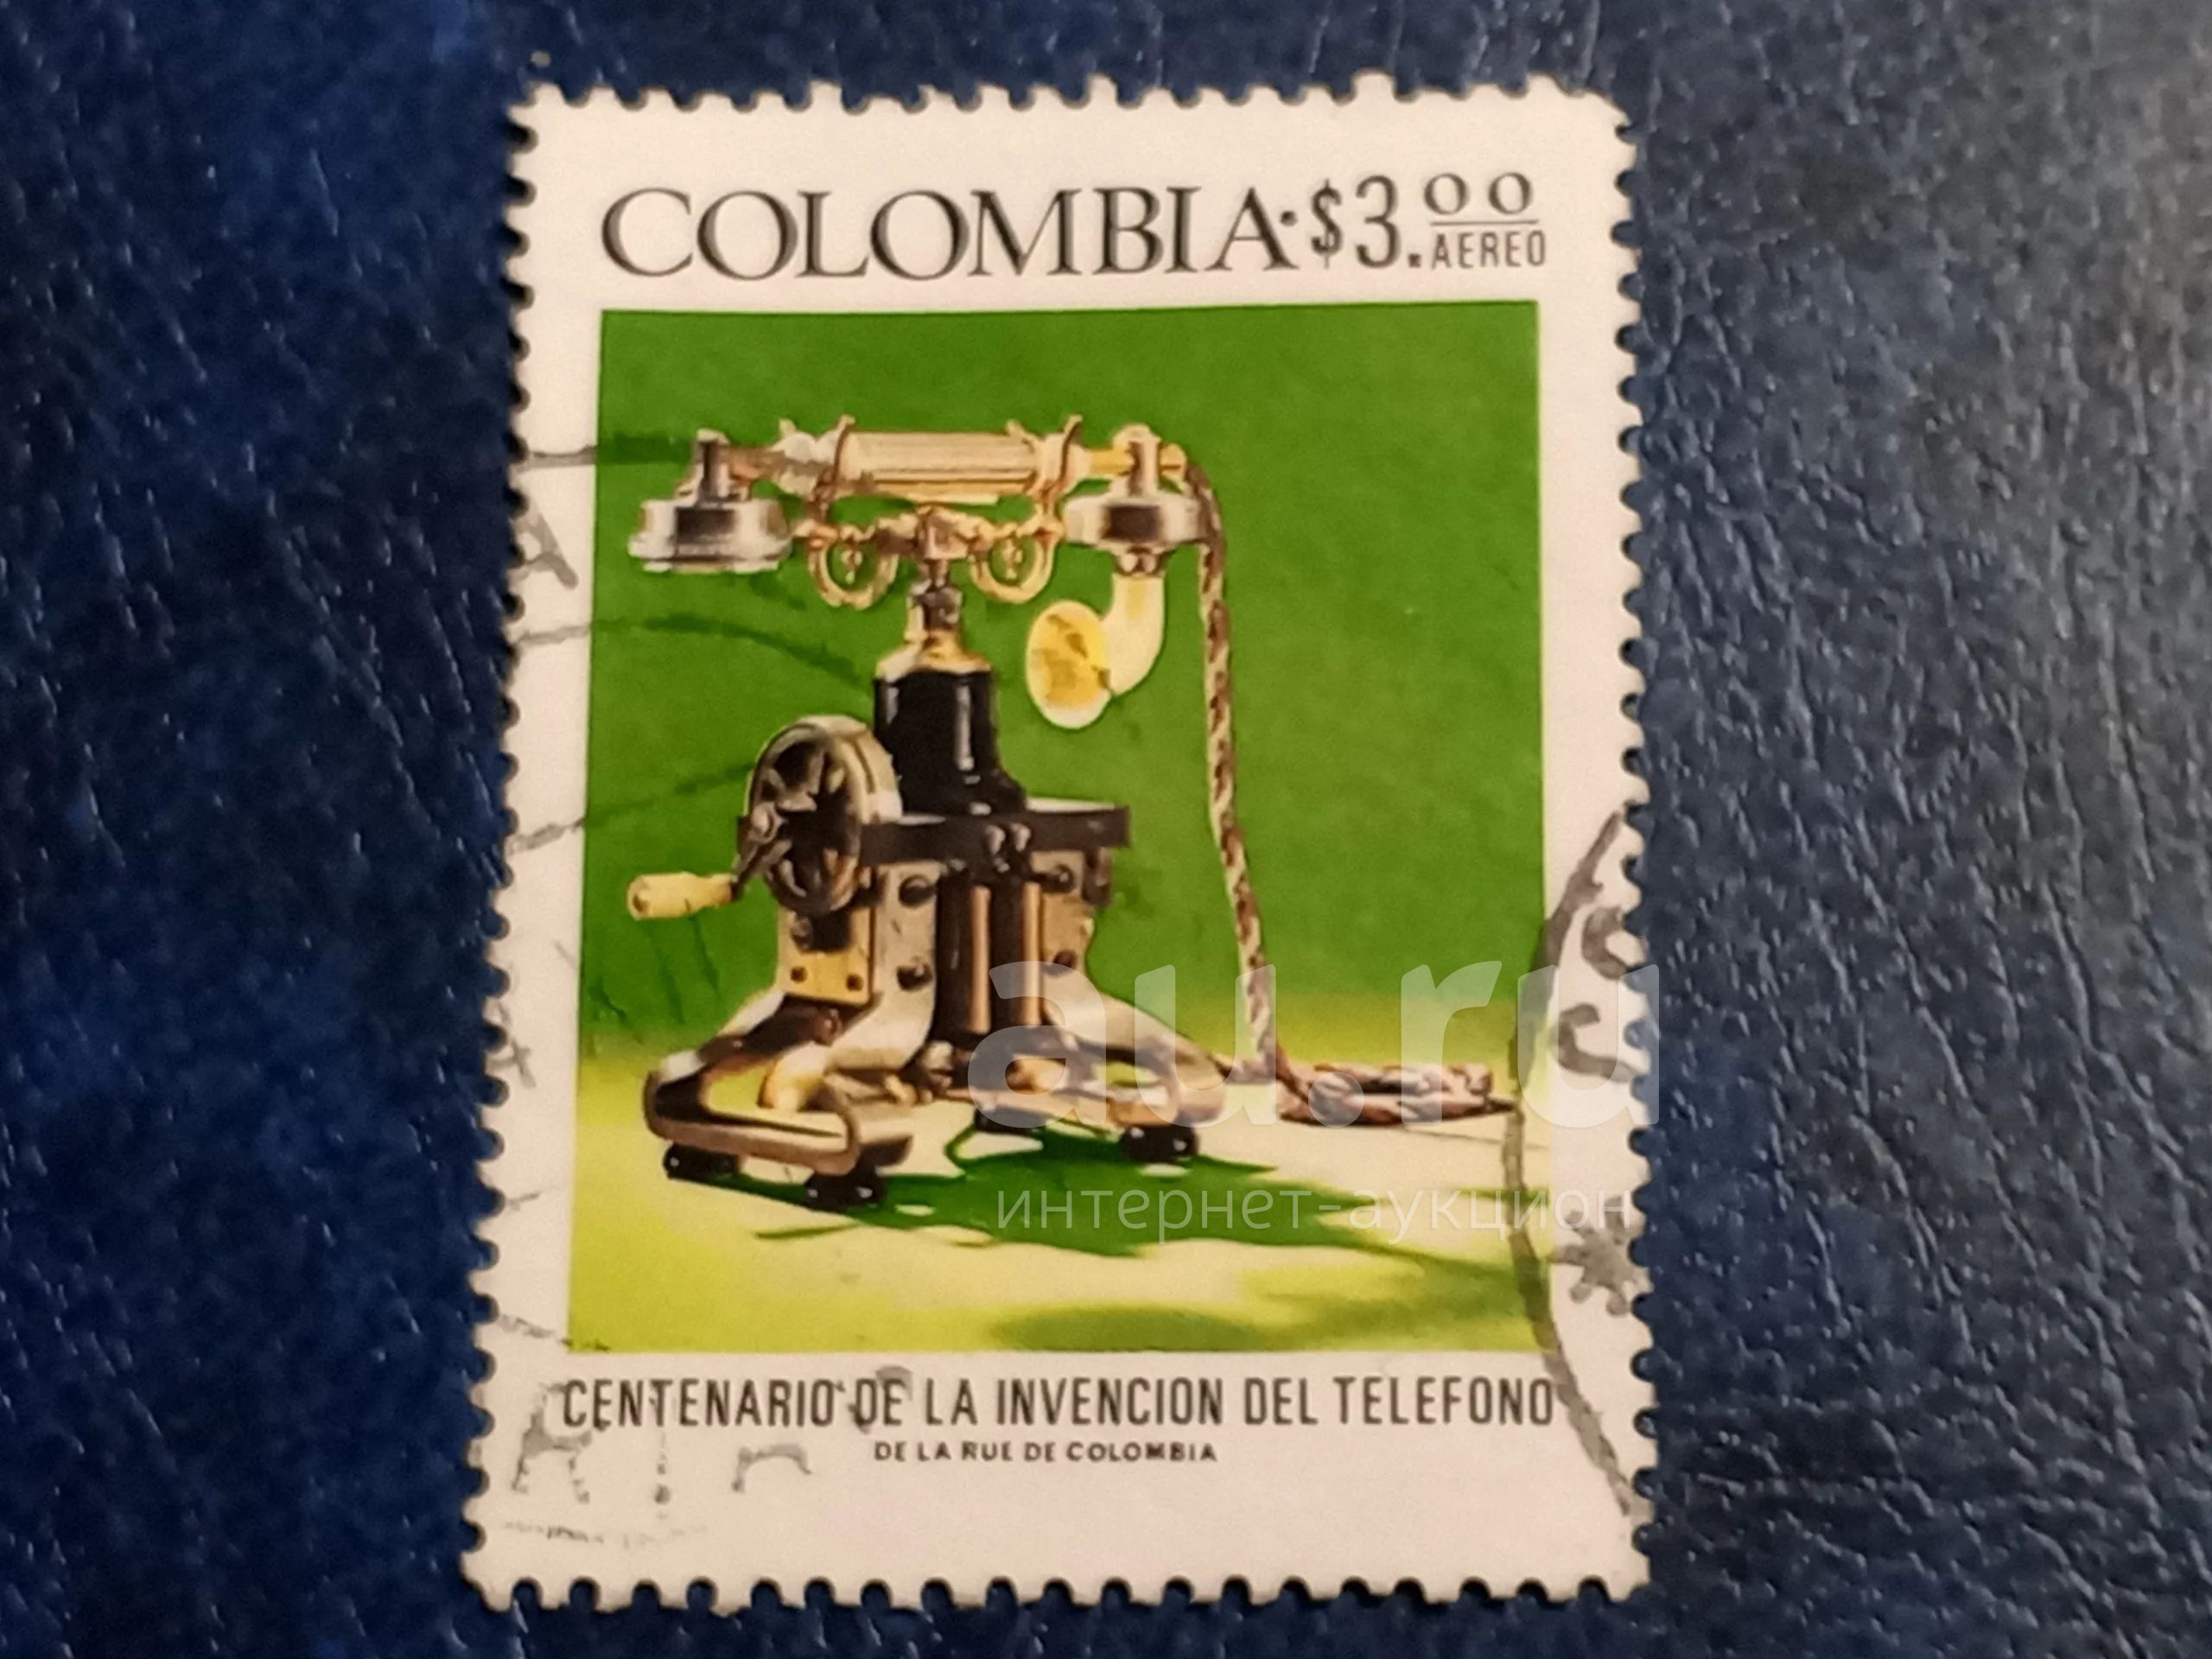 COLOMBIA·$3.00
AEREO
au.ru
интернет-аукцион
CENTENARIO DE LA INVENCION DEL TELEFONO
DE LA RUE DE COLOMBIA